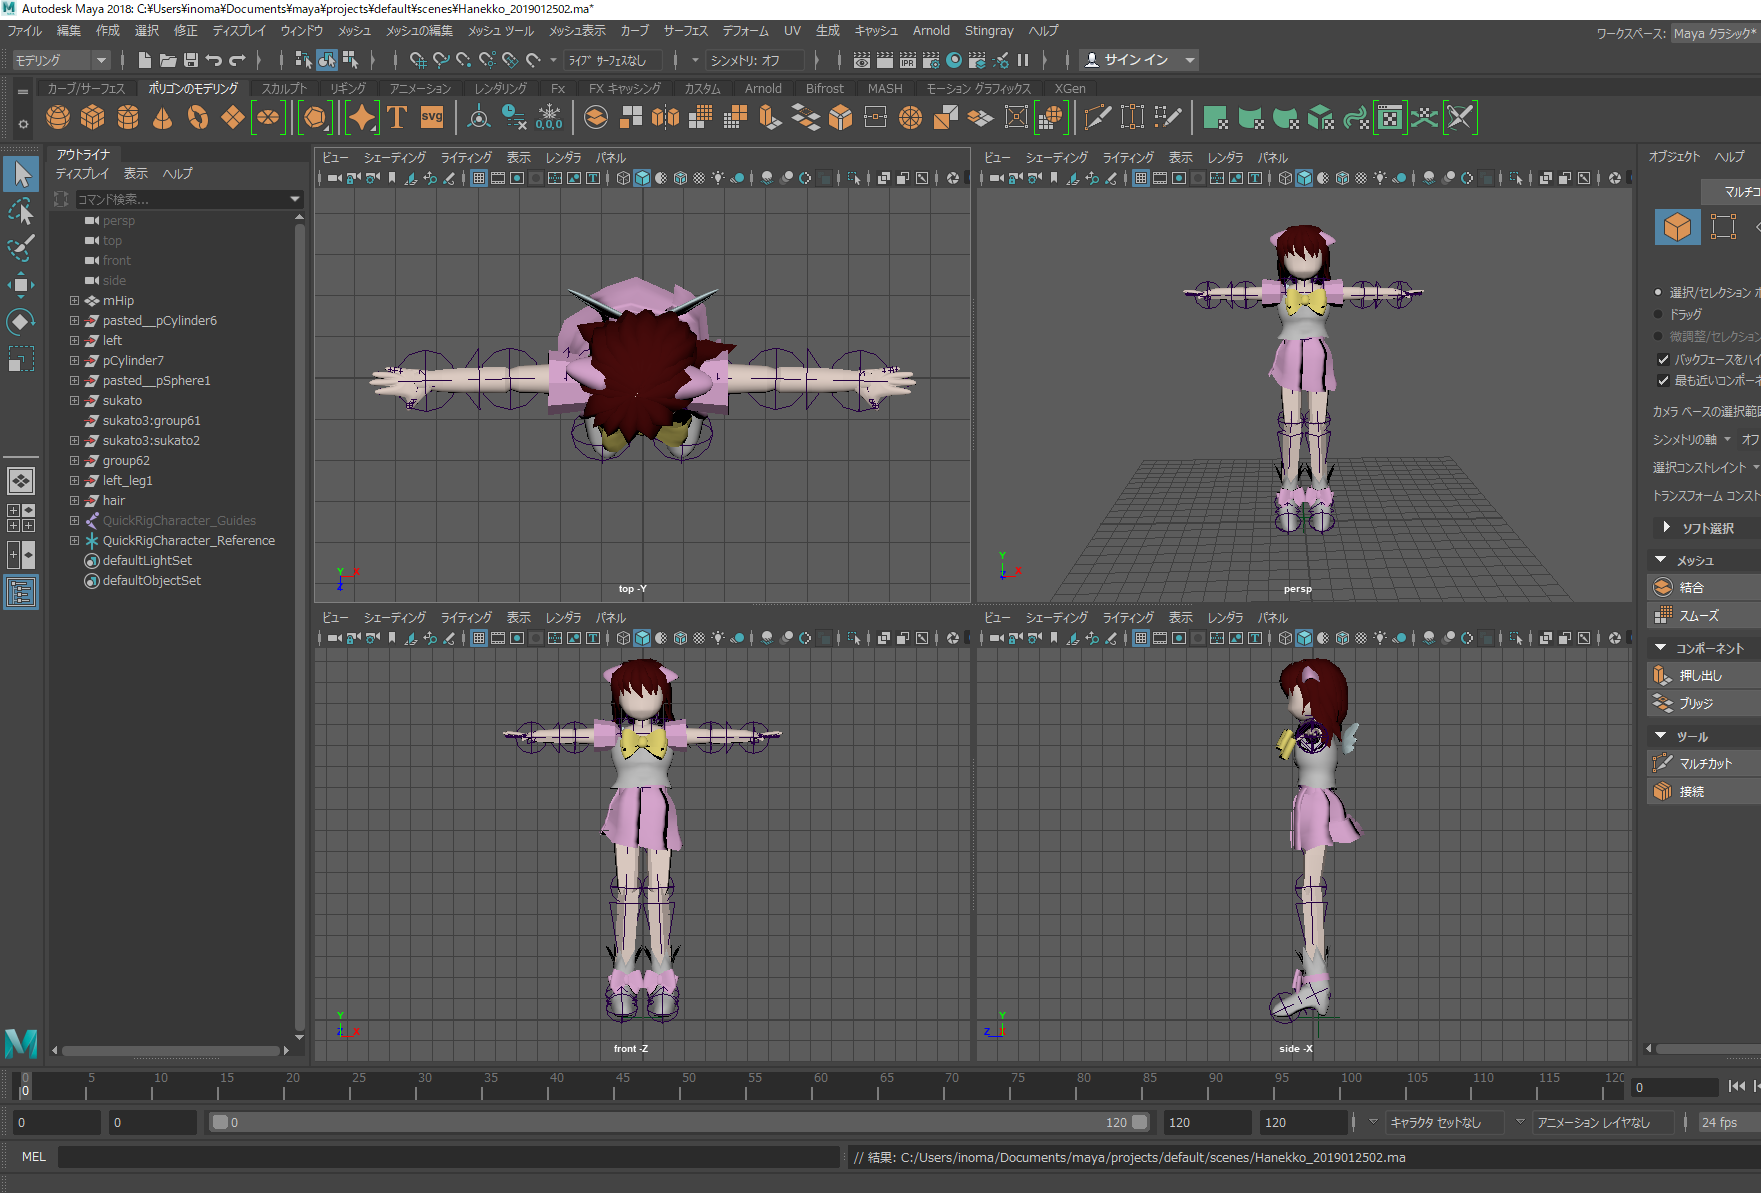 Autodesk Maya 2018: C:¥Users¥inoma¥Documents¥maya¥projects¥default¥scenes¥Hanekko_2019012502.ma*
ファイル 編集 作成 選択 修正 ディスプレイ ウィンドウ メッシュ メッシュの編集 メッシュ ツール メッシュ表示 カーブ サーフェス デフォーム UV 生成 キャッシュ Arnold Stingray ヘルプ
ワークスペース: Maya クラシック*
モデリング
ライブ サーフェスなし
シンメトリ: オフ
サイン イン
カーブ/サーフェス ポリゴンのモデリング スカルプト リギング アニメーション レンダリング Fx FX キャッシング カスタム Arnold Bifrost MASH モーション グラフィックス XGen
SVG
0,0,0
IPR
アウトライナ
ディスプレイ 表示 ヘルプ
コマンド検索...
persp
top
front
side
mHip
pasted__pCylinder6
left
pCylinder7
pasted__pSphere1
sukato
sukato3:group61
sukato3:sukato2
group62
left_leg1
hair
QuickRigCharacter_Guides
QuickRigCharacter_Reference
defaultLightSet
defaultObjectSet
ビュー シェーディング ライティング 表示 レンダラ パネル
Y X Z
top -Y
ビュー シェーディング ライティング 表示 レンダラ パネル
Y X
persp
ビュー シェーディング ライティング 表示 レンダラ パネル
Y Z X
front -Z
ビュー シェーディング ライティング 表示 レンダラ パネル
Y Z
side -X
オブジェクト ヘルプ
マルチコ
選択/セレクション ポ
ドラッグ
微調整/セレクション
バックフェースをハイ
最も近いコンポーネ
カメラ ベースの選択範囲
シンメトリの軸 オフ
選択コンストレイント
トランスフォーム コンスト
ソフト選択
メッシュ
結合
スムーズ
コンポーネント
押し出し
ブリッジ
ツール
マルチカット
接続
0 5 10 15 20 25 30 35 40 45 50 55 60 65 70 75 80 85 90 95 100 105 110 115 120
0
0
0 0 0 120 120 120 キャラクタ セットなし アニメーション レイヤなし 24 fps
MEL
// 結果: C:/Users/inoma/Documents/maya/projects/default/scenes/Hanekko_2019012502.ma